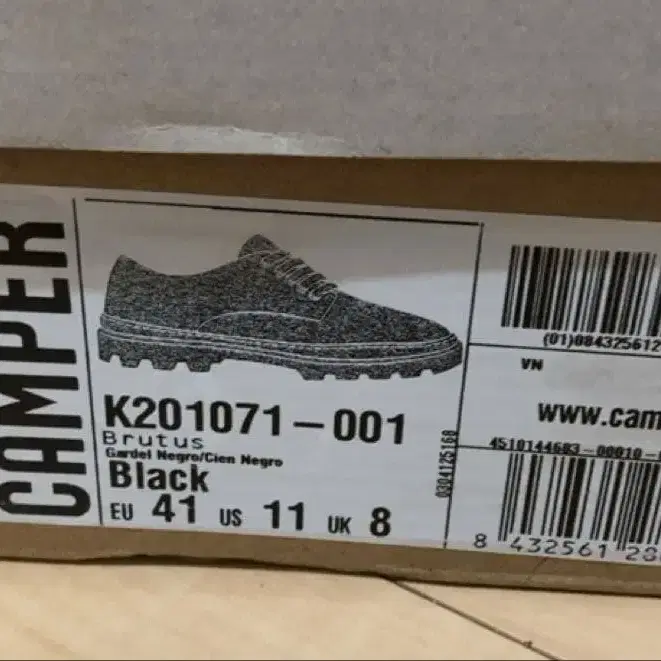 CAMPER
K201071-001
Brutus
Gardel Negro/Cien Negro
Black
EU 41 US 11 UK 8
0304125168
(01)084325612
VN
www.cam
4510144683-00010-0
8 432561 28